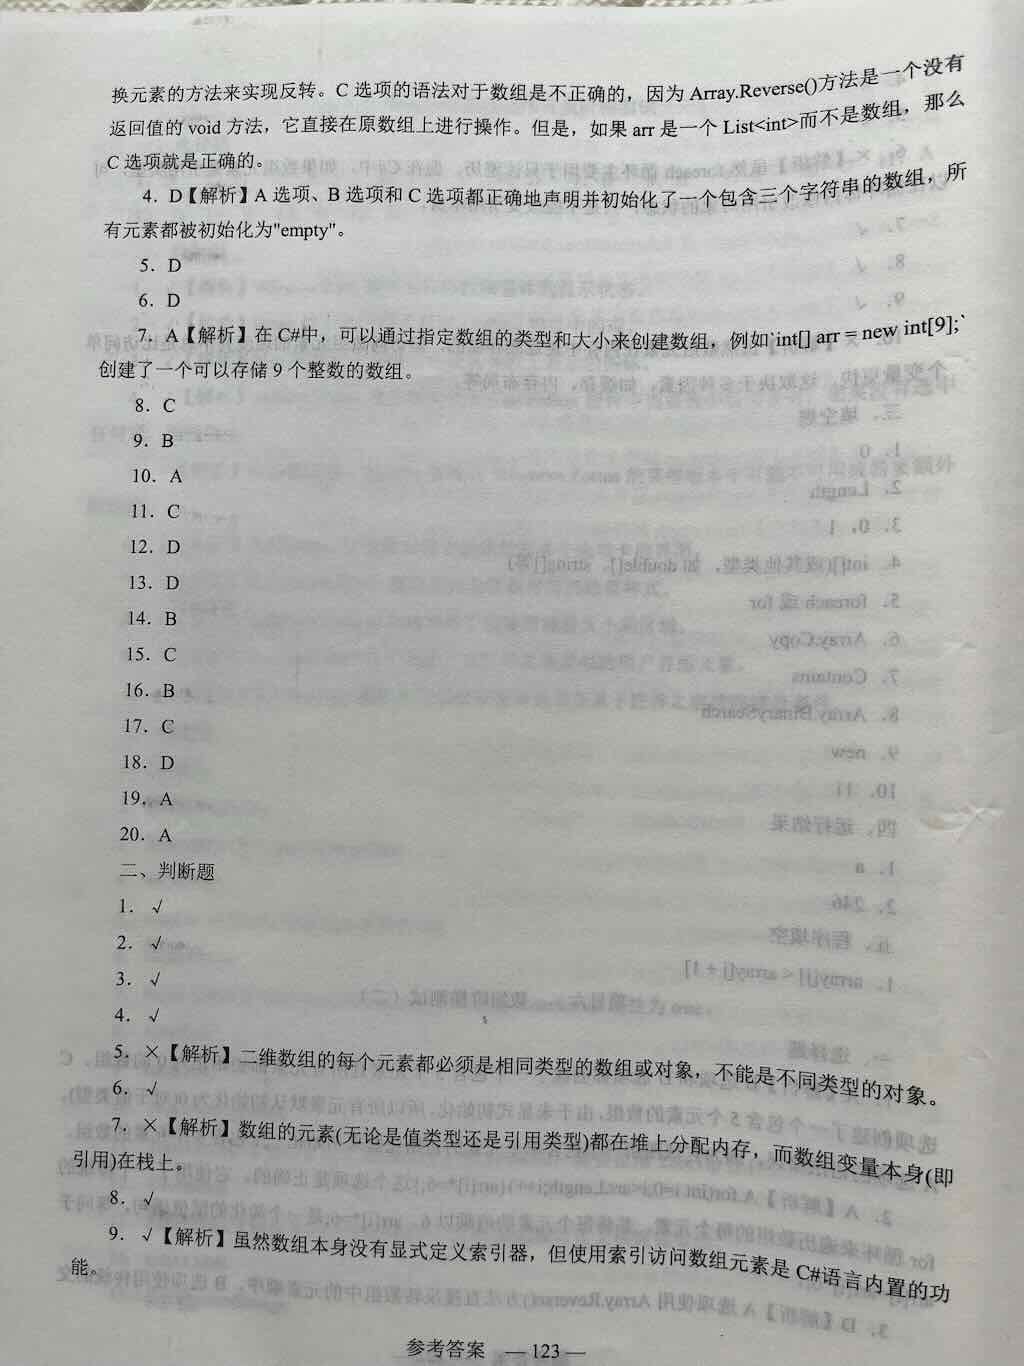 换元素的方法来实现反转。C 选项的语法对于数组是不正确的，因为 Array.Reverse()方法是一个没有
返回值的 void 方法，它直接在原数组上进行操作。但是，如果 arr 是一个 List<int>而不是数组，那么
C 选项就是正确的。
4．D【解析】A 选项、B 选项和 C 选项都正确地声明并初始化了一个包含三个字符串的数组，所
有元素都被初始化为"empty"。
5．D
6．D
7．A【解析】在 C#中，可以通过指定数组的类型和大小来创建数组，例如`int[] arr = new int[9];`
创建了一个可以存储 9 个整数的数组。
8．C
9．B
10．A
11．C
12．D
13．D
14．B
15．C
16．B
17．C
18．D
19．A
20．A
二、判断题
1．√
2．√
3．√
4．√
5．×【解析】二维数组的每个元素都必须是相同类型的数组或对象，不能是不同类型的对象。
6．√
7．×【解析】数组的元素(无论是值类型还是引用类型)都在堆上分配内存，而数组变量本身(即
引用)在栈上。
8．√
9．√【解析】虽然数组本身没有显式定义索引器，但使用索引访问数组元素是 C#语言内置的功
能。
参考答案 — 123 —